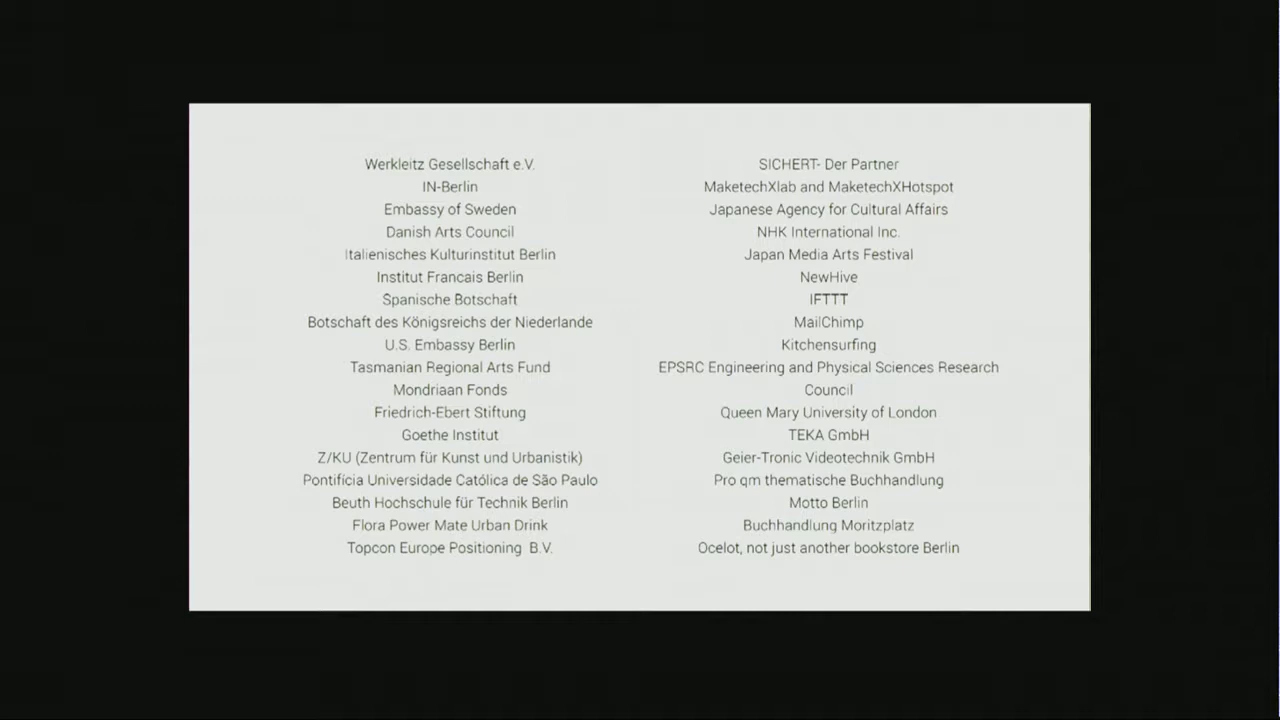 Werkleitz Gesellschaft e.V.
IN-Berlin
Embassy of Sweden
Danish Arts Council
Italienisches Kulturinstitut Berlin
Institut Francais Berlin
Spanische Botschaft
Botschaft des Königsreichs der Niederlande
U.S. Embassy Berlin
Tasmanian Regional Arts Fund
Mondriaan Fonds
Friedrich-Ebert Stiftung
Goethe Institut
Z/KU (Zentrum für Kunst und Urbanistik)
Pontifícia Universidade Católica de São Paulo
Beuth Hochschule für Technik Berlin
Flora Power Mate Urban Drink
Topcon Europe Positioning B.V.
SICHERT- Der Partner
MaketechXlab and MaketechXHotspot
Japanese Agency for Cultural Affairs
NHK International Inc.
Japan Media Arts Festival
NewHive
IFTTT
MailChimp
Kitchensurfing
EPSRC Engineering and Physical Sciences Research
Council
Queen Mary University of London
TEKA GmbH
Geier-Tronic Videotechnik GmbH
Pro qm thematische Buchhandlung
Motto Berlin
Buchhandlung Moritzplatz
Ocelot, not just another bookstore Berlin